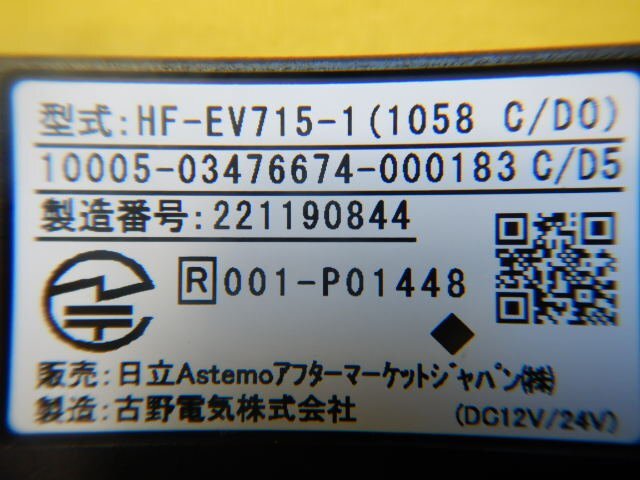 型式:HF-EV715-1(1058 C/D0)
10005-03476674-000183 C/D5
製造番号:221190844
R 001-P01448
販売:日立Astemoアフターマーケットジャパン㈱
製造:古野電気株式会社 (DC12V/24V)